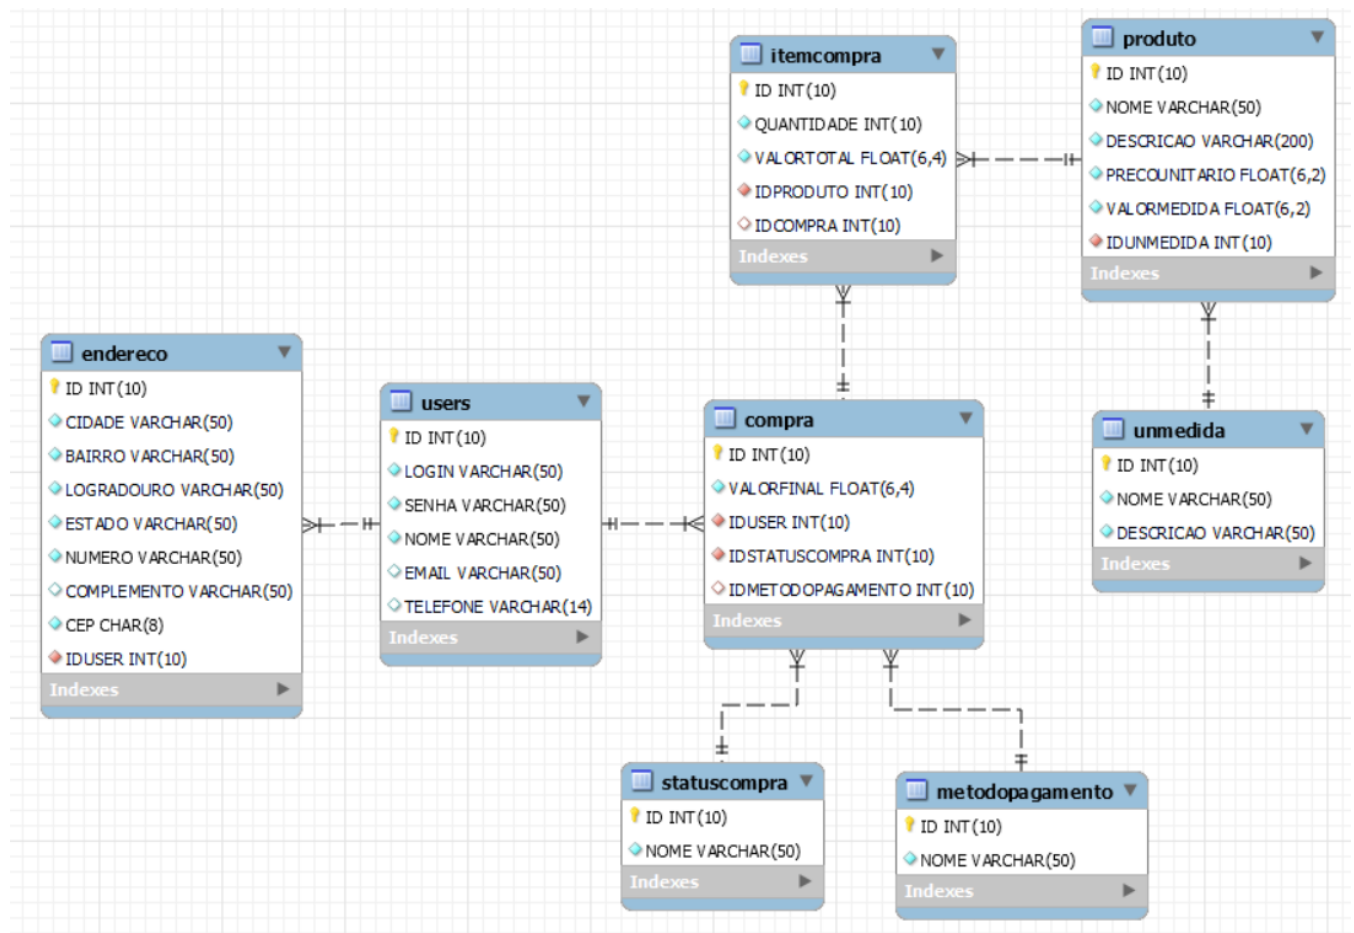 itemcompra
ID INT(10)
QUANTIDADE INT(10)
VALORTOTAL FLOAT(6,4)
IDPRODUTO INT(10)
IDCOMPRA INT(10)
Indexes
produto
ID INT(10)
NOME VARCHAR(50)
DESCRICAO VARCHAR(200)
PRECOUNITARIO FLOAT(6,2)
VALORMEDIDA FLOAT(6,2)
IDUNMEDIDA INT(10)
Indexes
endereco
ID INT(10)
CIDADE VARCHAR(50)
BAIRRO VARCHAR(50)
LOGRADOURO VARCHAR(50)
ESTADO VARCHAR(50)
NUMERO VARCHAR(50)
COMPLEMENTO VARCHAR(50)
CEP CHAR(8)
IDUSER INT(10)
Indexes
users
ID INT(10)
LOGIN VARCHAR(50)
SENHA VARCHAR(50)
NOME VARCHAR(50)
EMAIL VARCHAR(50)
TELEFONE VARCHAR(14)
Indexes
compra
ID INT(10)
VALORFINAL FLOAT(6,4)
IDUSER INT(10)
IDSTATUSCOMPRA INT(10)
IDMETODOPAGAMENTO INT(10)
Indexes
unmedida
ID INT(10)
NOME VARCHAR(50)
DESCRICAO VARCHAR(50)
Indexes
statuscompra
ID INT(10)
NOME VARCHAR(50)
Indexes
metodopagamento
ID INT(10)
NOME VARCHAR(50)
Indexes